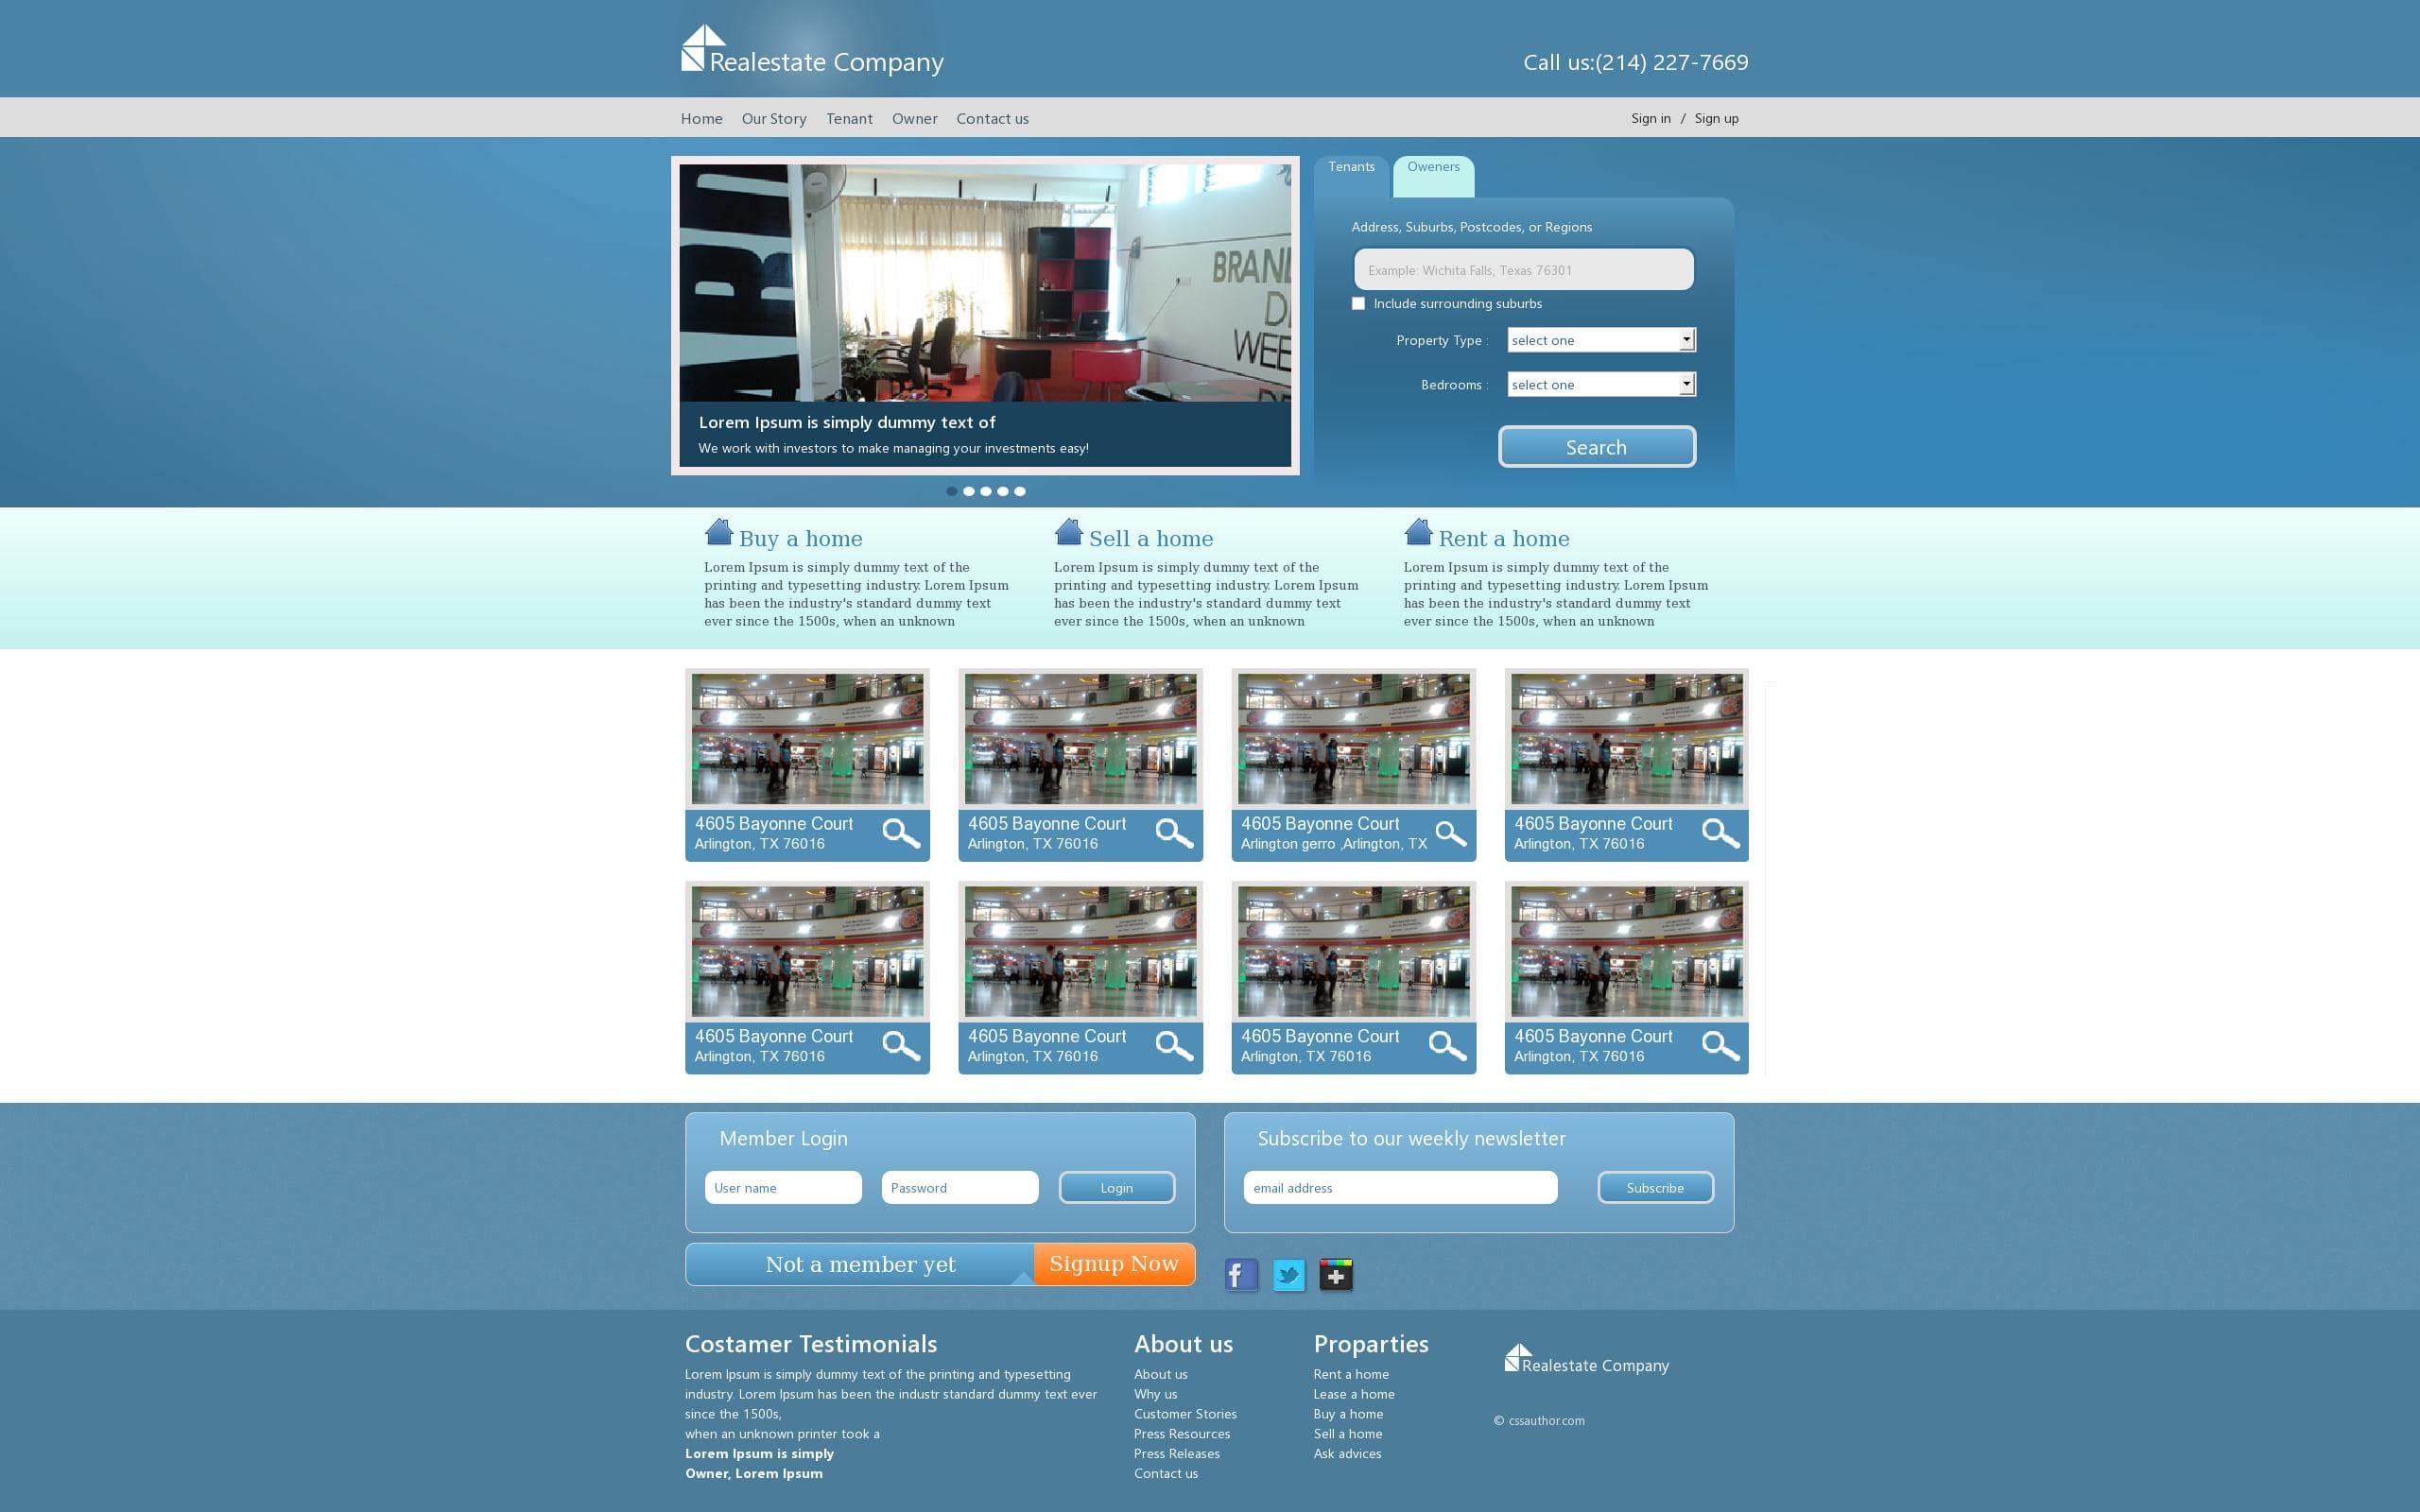 Realestate Company
Call us:(214) 227-7669
Home Our Story Tenant Owner Contact us
Sign in / Sign up
BRAN
D
WEE
DE
Lorem Ipsum is simply dummy text of
We work with investors to make managing your investments easy!
Tenants Oweners
Address, Suburbs, Postcodes, or Regions
Example: Wichita Falls, Texas 76301
Include surrounding suburbs
Property Type : select one
Bedrooms : select one
Search
Buy a home
Lorem Ipsum is simply dummy text of the
printing and typesetting industry. Lorem Ipsum
has been the industry's standard dummy text
ever since the 1500s, when an unknown
Sell a home
Lorem Ipsum is simply dummy text of the
printing and typesetting industry. Lorem Ipsum
has been the industry's standard dummy text
ever since the 1500s, when an unknown
Rent a home
Lorem Ipsum is simply dummy text of the
printing and typesetting industry. Lorem Ipsum
has been the industry's standard dummy text
ever since the 1500s, when an unknown
4605 Bayonne Court
Arlington, TX 76016
4605 Bayonne Court
Arlington, TX 76016
4605 Bayonne Court
Arlington gerro ,Arlington, TX
4605 Bayonne Court
Arlington, TX 76016
4605 Bayonne Court
Arlington, TX 76016
4605 Bayonne Court
Arlington, TX 76016
4605 Bayonne Court
Arlington, TX 76016
4605 Bayonne Court
Arlington, TX 76016
Member Login
User name Password Login
Subscribe to our weekly newsletter
email address Subscribe
Not a member yet Signup Now
Costamer Testimonials
Lorem Ipsum is simply dummy text of the printing and typesetting
industry. Lorem Ipsum has been the industr standard dummy text ever
since the 1500s,
when an unknown printer took a
Lorem Ipsum is simply
Owner, Lorem Ipsum
About us
About us
Why us
Customer Stories
Press Resources
Press Releases
Contact us
Proparties
Rent a home
Lease a home
Buy a home
Sell a home
Ask advices
Realestate Company
© cssauthor.com